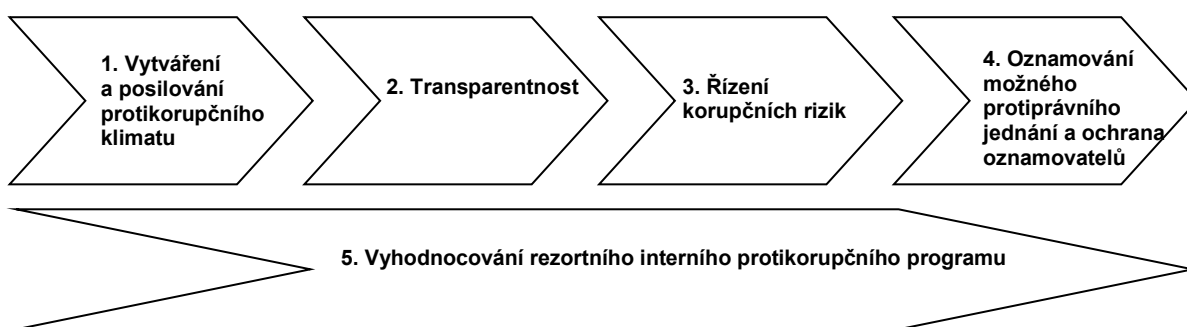 1. Vytváření
a posilování
protikorupčního
klimatu
2. Transparentnost
3. Řízení
korupčních rizik
4. Oznamování
možného
protiprávního
jednání a ochrana
oznamovatelů
5. Vyhodnocování rezortního interního protikorupčního programu